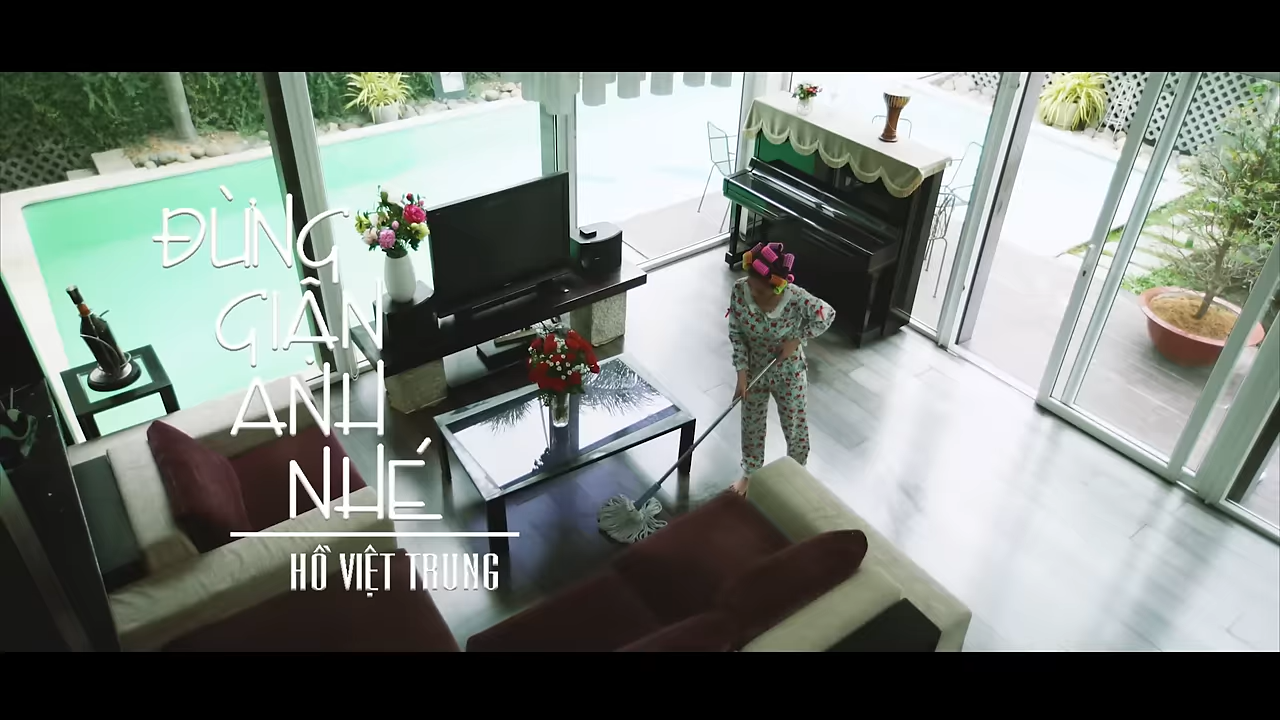 ĐỪNG
GIẬN
ANH
NHÉ
HỒ VIỆT TRUNG